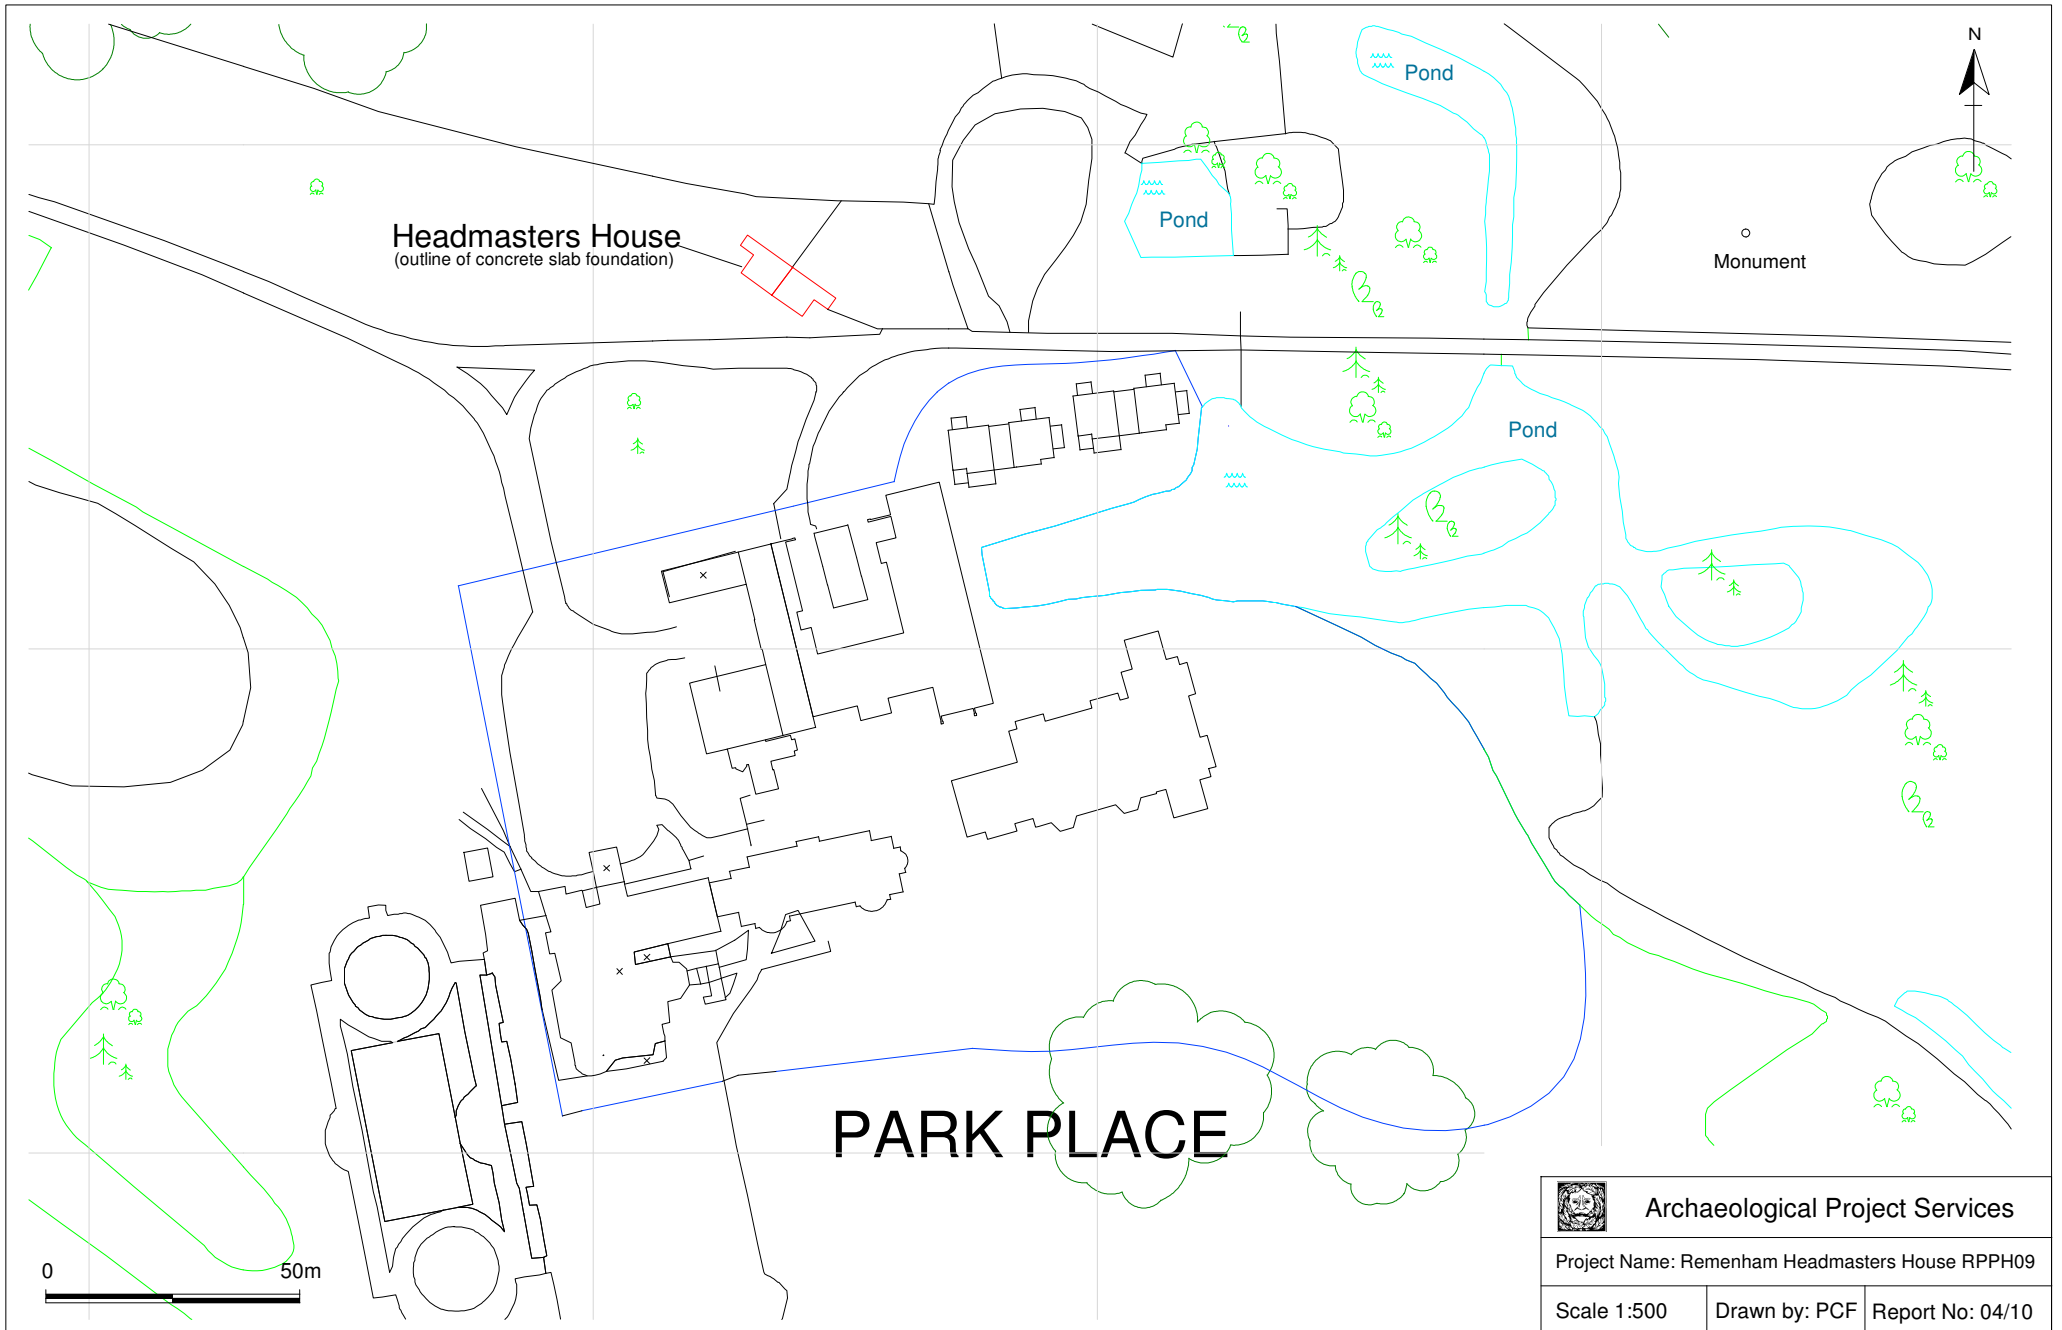 N
Pond
Pond
Headmasters House
(outline of concrete slab foundation)
Monument
Pond
PARK PLACE
0 50m
Archaeological Project Services
Project Name: Remenham Headmasters House RPPH09
Scale 1:500 Drawn by: PCF Report No: 04/10